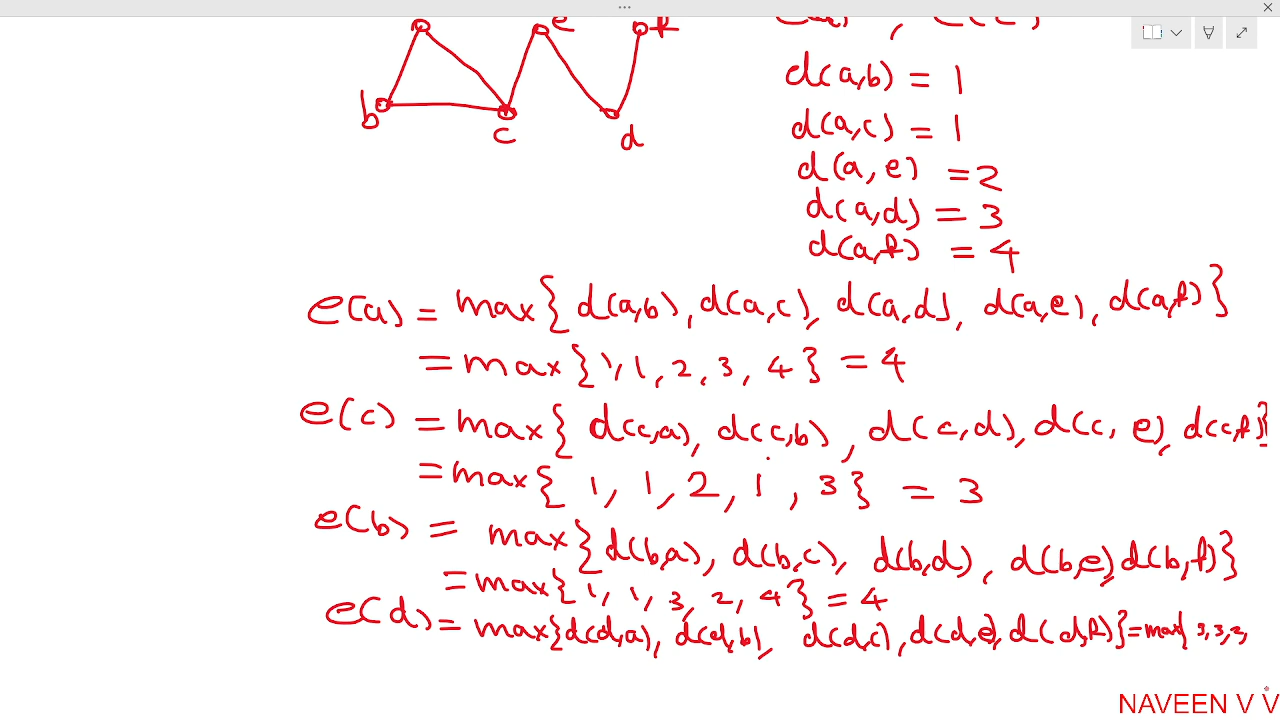 e
b
c
d
d(a,b) = 1
d(a,c) = 1
d(a,e) = 2
d(a,d) = 3
d(a,f) = 4
e(a) = max{ d(a,b), d(a,c), d(a,d), d(a,e), d(a,f)}
= max{1,1,2,3,4} = 4
e(c) = max{ d(c,a), d(c,b), d(c,d), d(c,e), d(c,f)}
= max{ 1, 1, 2, 1, 3} = 3
e(b) = max{d(b,a), d(b,c), d(b,d), d(b,e), d(b,f)}
= max{ 1, 1, 3, 2, 4} = 4
e(d) = max{d(d,a), d(d,b), d(d,c), d(d,e), d(d,f)} = max{ 3,3,2,
NAVEEN V V